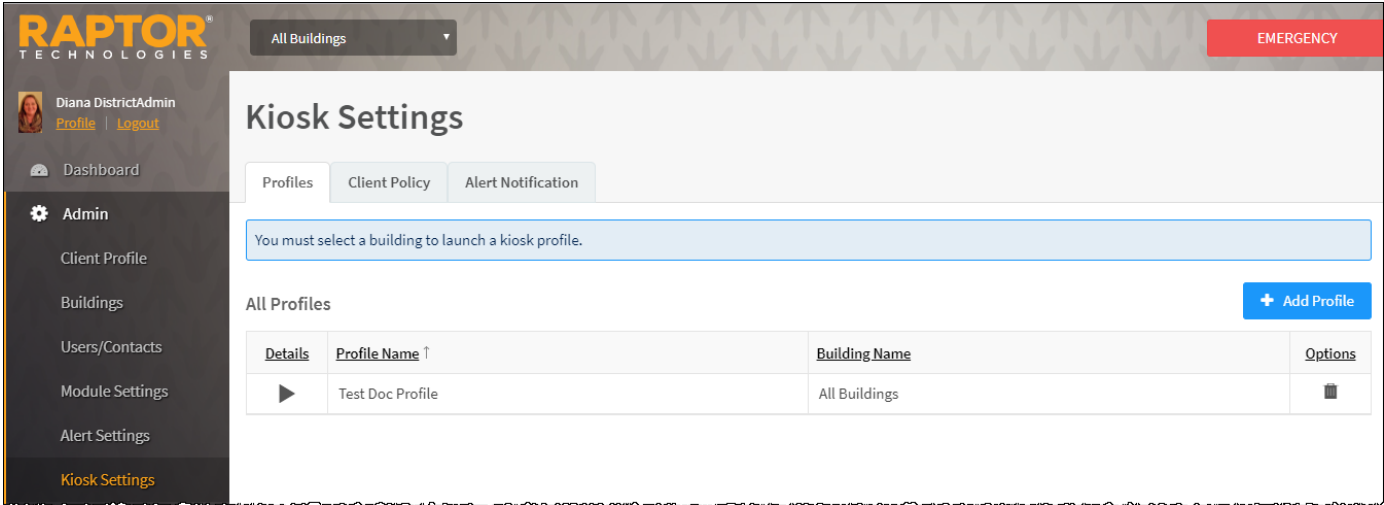 RAPTOR®
TECHNOLOGIES
All Buildings
EMERGENCY
Diana DistrictAdmin
Profile | Logout
Dashboard
Admin
Client Profile
Buildings
Users/Contacts
Module Settings
Alert Settings
Kiosk Settings
Kiosk Settings
Profiles
Client Policy
Alert Notification
You must select a building to launch a kiosk profile.
All Profiles
+ Add Profile
Details
Profile Name ↑
Building Name
Options
Test Doc Profile
All Buildings